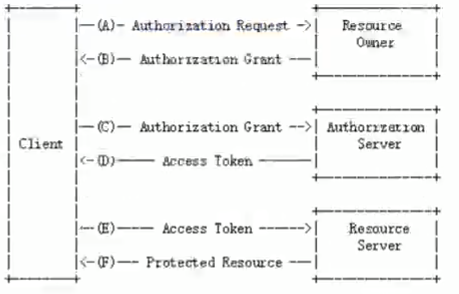 (A) Authorization Request Resource
Owner
(B) Authorization Grant
(C) Authorization Grant Authorization
Server
Client
(D) Access Token
(E) Access Token Resource
Server
(F) Protected Resource